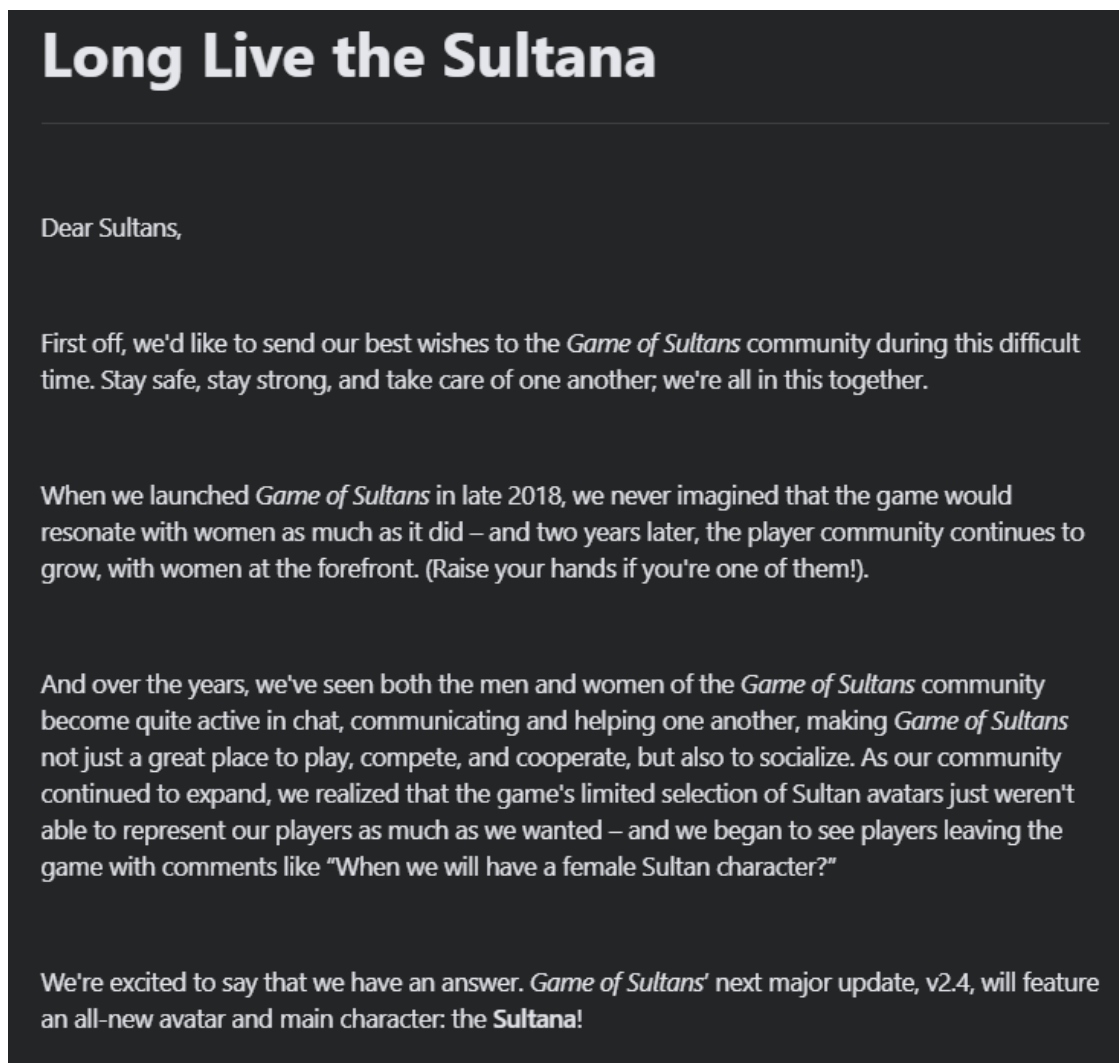 Long Live the Sultana
Dear Sultans,
First off, we'd like to send our best wishes to the Game of Sultans community during this difficult
time. Stay safe, stay strong, and take care of one another; we're all in this together.
When we launched Game of Sultans in late 2018, we never imagined that the game would
resonate with women as much as it did – and two years later, the player community continues to
grow, with women at the forefront. (Raise your hands if you're one of them!).
And over the years, we've seen both the men and women of the Game of Sultans community
become quite active in chat, communicating and helping one another, making Game of Sultans
not just a great place to play, compete, and cooperate, but also to socialize. As our community
continued to expand, we realized that the game's limited selection of Sultan avatars just weren't
able to represent our players as much as we wanted – and we began to see players leaving the
game with comments like “When we will have a female Sultan character?”
We're excited to say that we have an answer. Game of Sultans’ next major update, v2.4, will feature
an all-new avatar and main character: the Sultana!